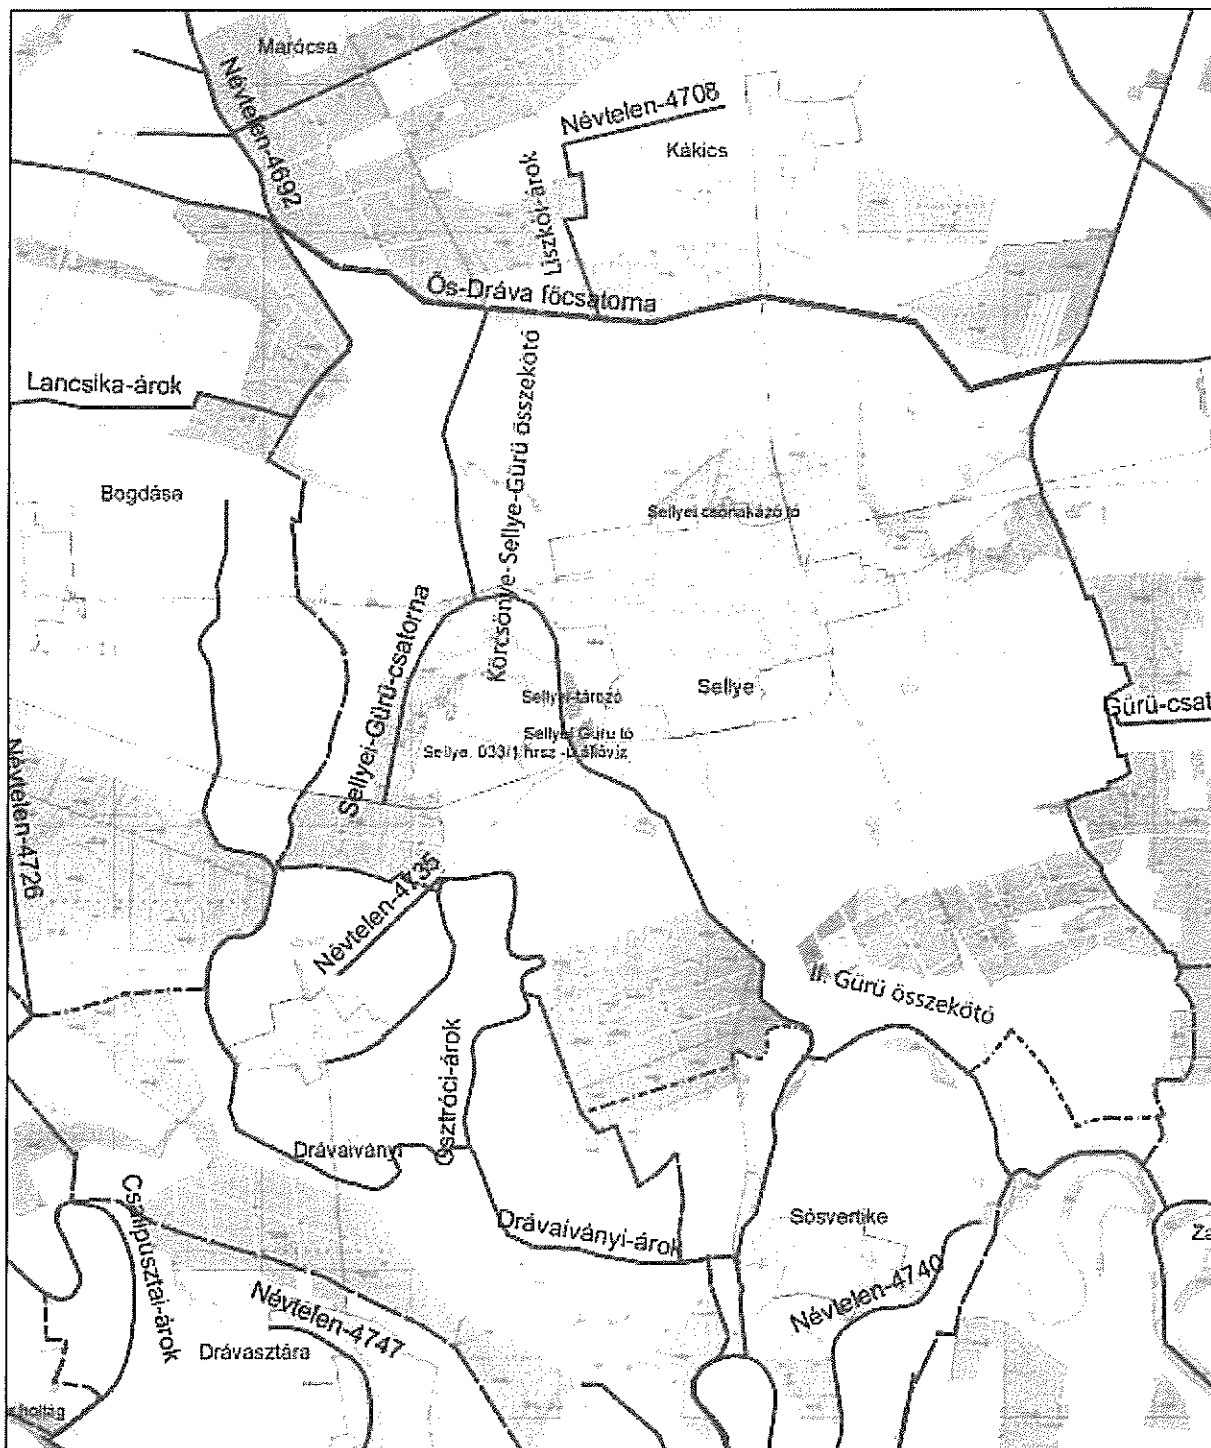 Marócsa
Névtelen-4692
Névtelen-4708
Kákics
Liszkói-árok
Ős-Dráva főcsatorna
Lancsika-árok
Körcsönye-Sellye-Gürü összekötő
Bogdása
Sellyei csónakázó tó
Sellyei-Gürü-csatorna
Sellyei-tározó
Sellye
Gürü-csat
Sellyei Gürü tó
Sellye, 033/1 hrsz
Névtelen-4726
Névtelen-4735
II. Gürü összekötő
Osztróci-árok
Drávaiványi
Csalpusztai-árok
Drávaiványi-árok
Sósvertike
Za
Névtelen-4740
Névtelen-4747
Drávasztára
holtág